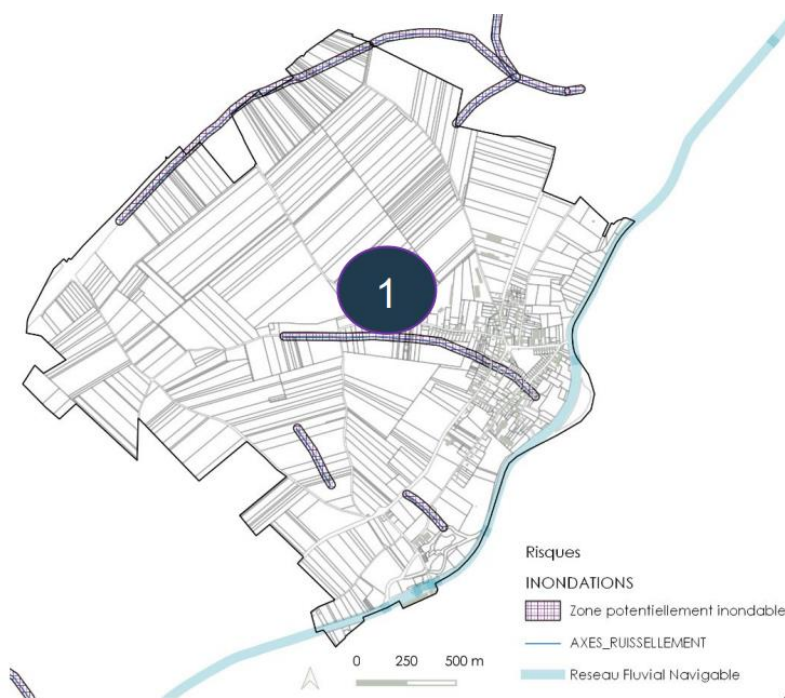 1
Risques
INONDATIONS
Zone potentiellement inondable
AXES_RUISSELLEMENT
Reseau Fluvial Navigable
0 250 500 m